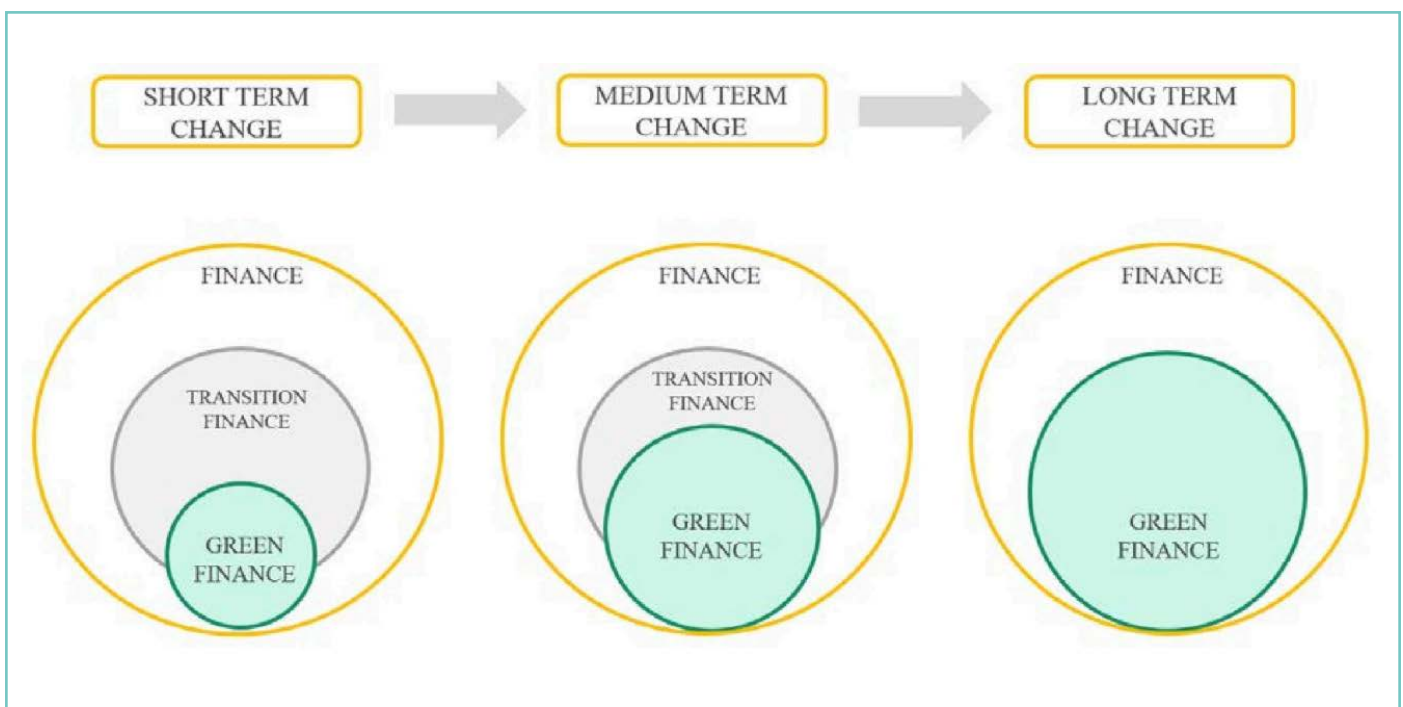 SHORT TERM
CHANGE
MEDIUM TERM
CHANGE
LONG TERM
CHANGE
FINANCE
TRANSITION
FINANCE
GREEN
FINANCE
FINANCE
TRANSITION
FINANCE
GREEN
FINANCE
FINANCE
GREEN
FINANCE